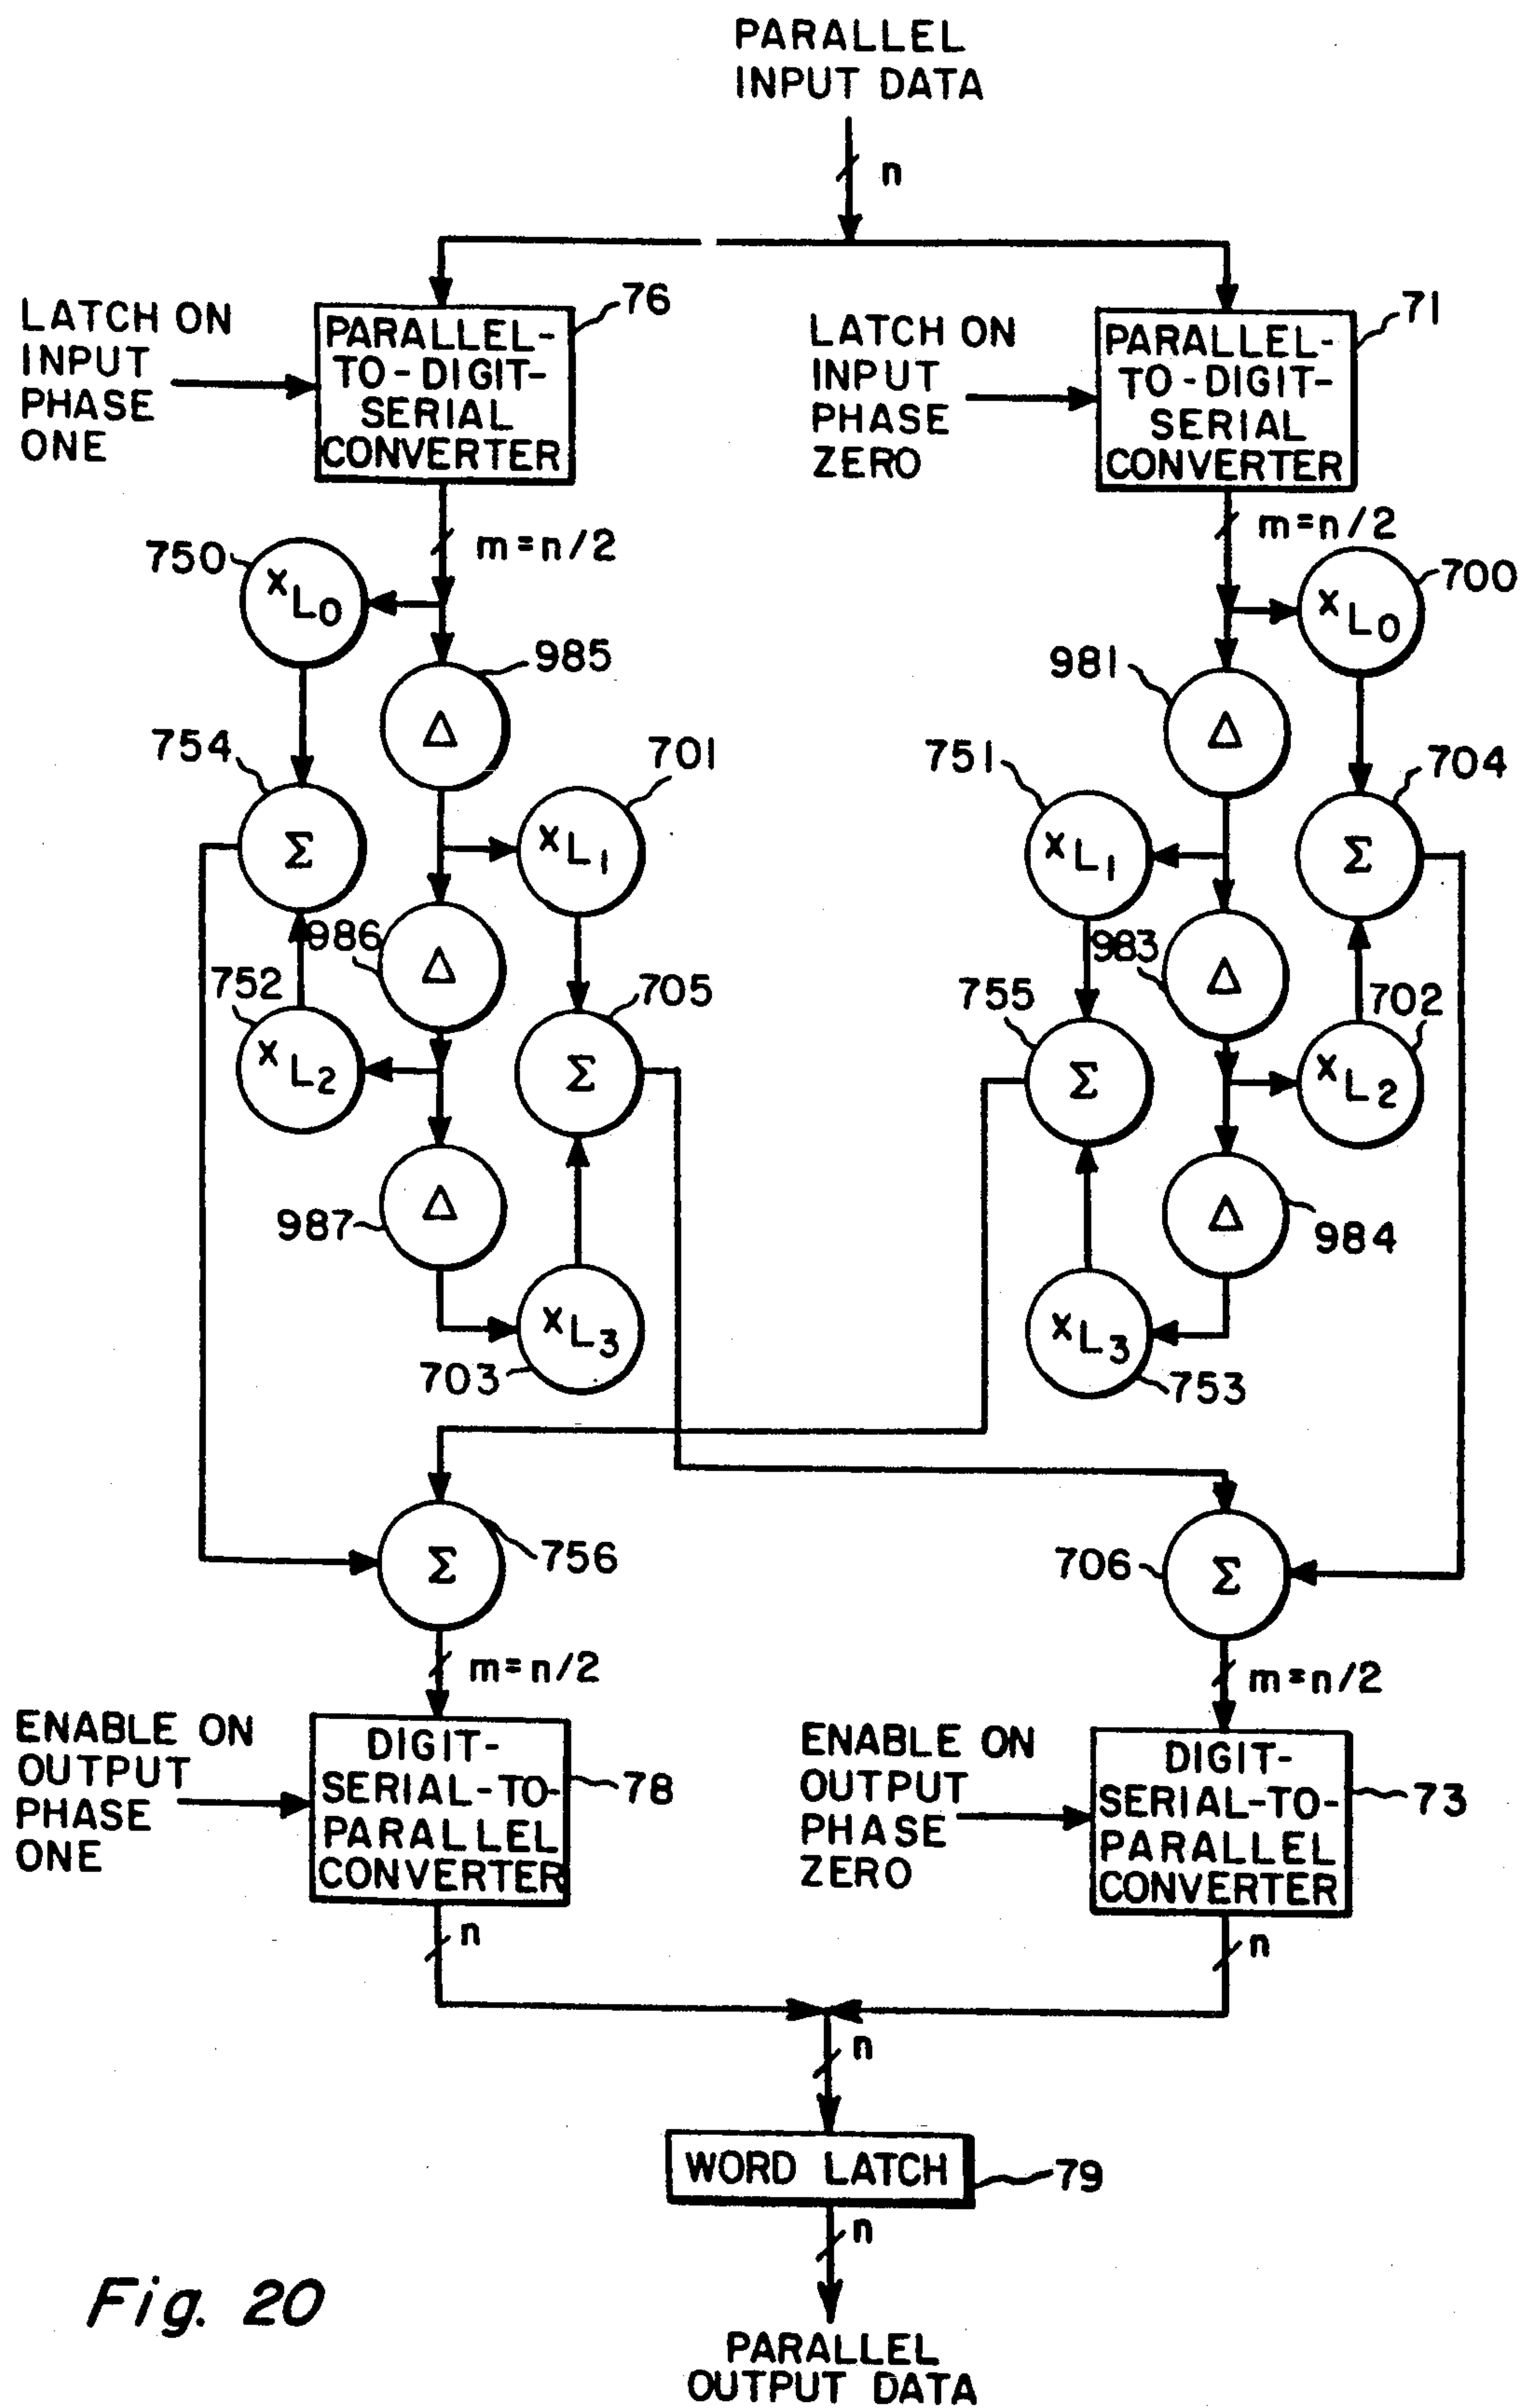 PARALLEL
INPUT DATA
n
LATCH ON
INPUT
PHASE
ONE
76
PARALLEL-
TO-DIGIT-
SERIAL
CONVERTER
LATCH ON
INPUT
PHASE
ZERO
71
PARALLEL-
TO-DIGIT-
SERIAL
CONVERTER
m=n/2
m=n/2
750
xL0
700
xL0
985
Δ
981
Δ
754
Σ
701
xL1
751
xL1
704
Σ
986
Δ
983
Δ
752
xL2
705
Σ
755
Σ
702
xL2
987
Δ
984
Δ
703
xL3
753
xL3
756
Σ
706
Σ
m=n/2
m=n/2
ENABLE ON
OUTPUT
PHASE
ONE
DIGIT-
SERIAL-TO-
PARALLEL
CONVERTER
78
ENABLE ON
OUTPUT
PHASE
ZERO
DIGIT-
SERIAL-TO-
PARALLEL
CONVERTER
73
n
n
n
WORD LATCH
79
n
PARALLEL
OUTPUT DATA
Fig. 20